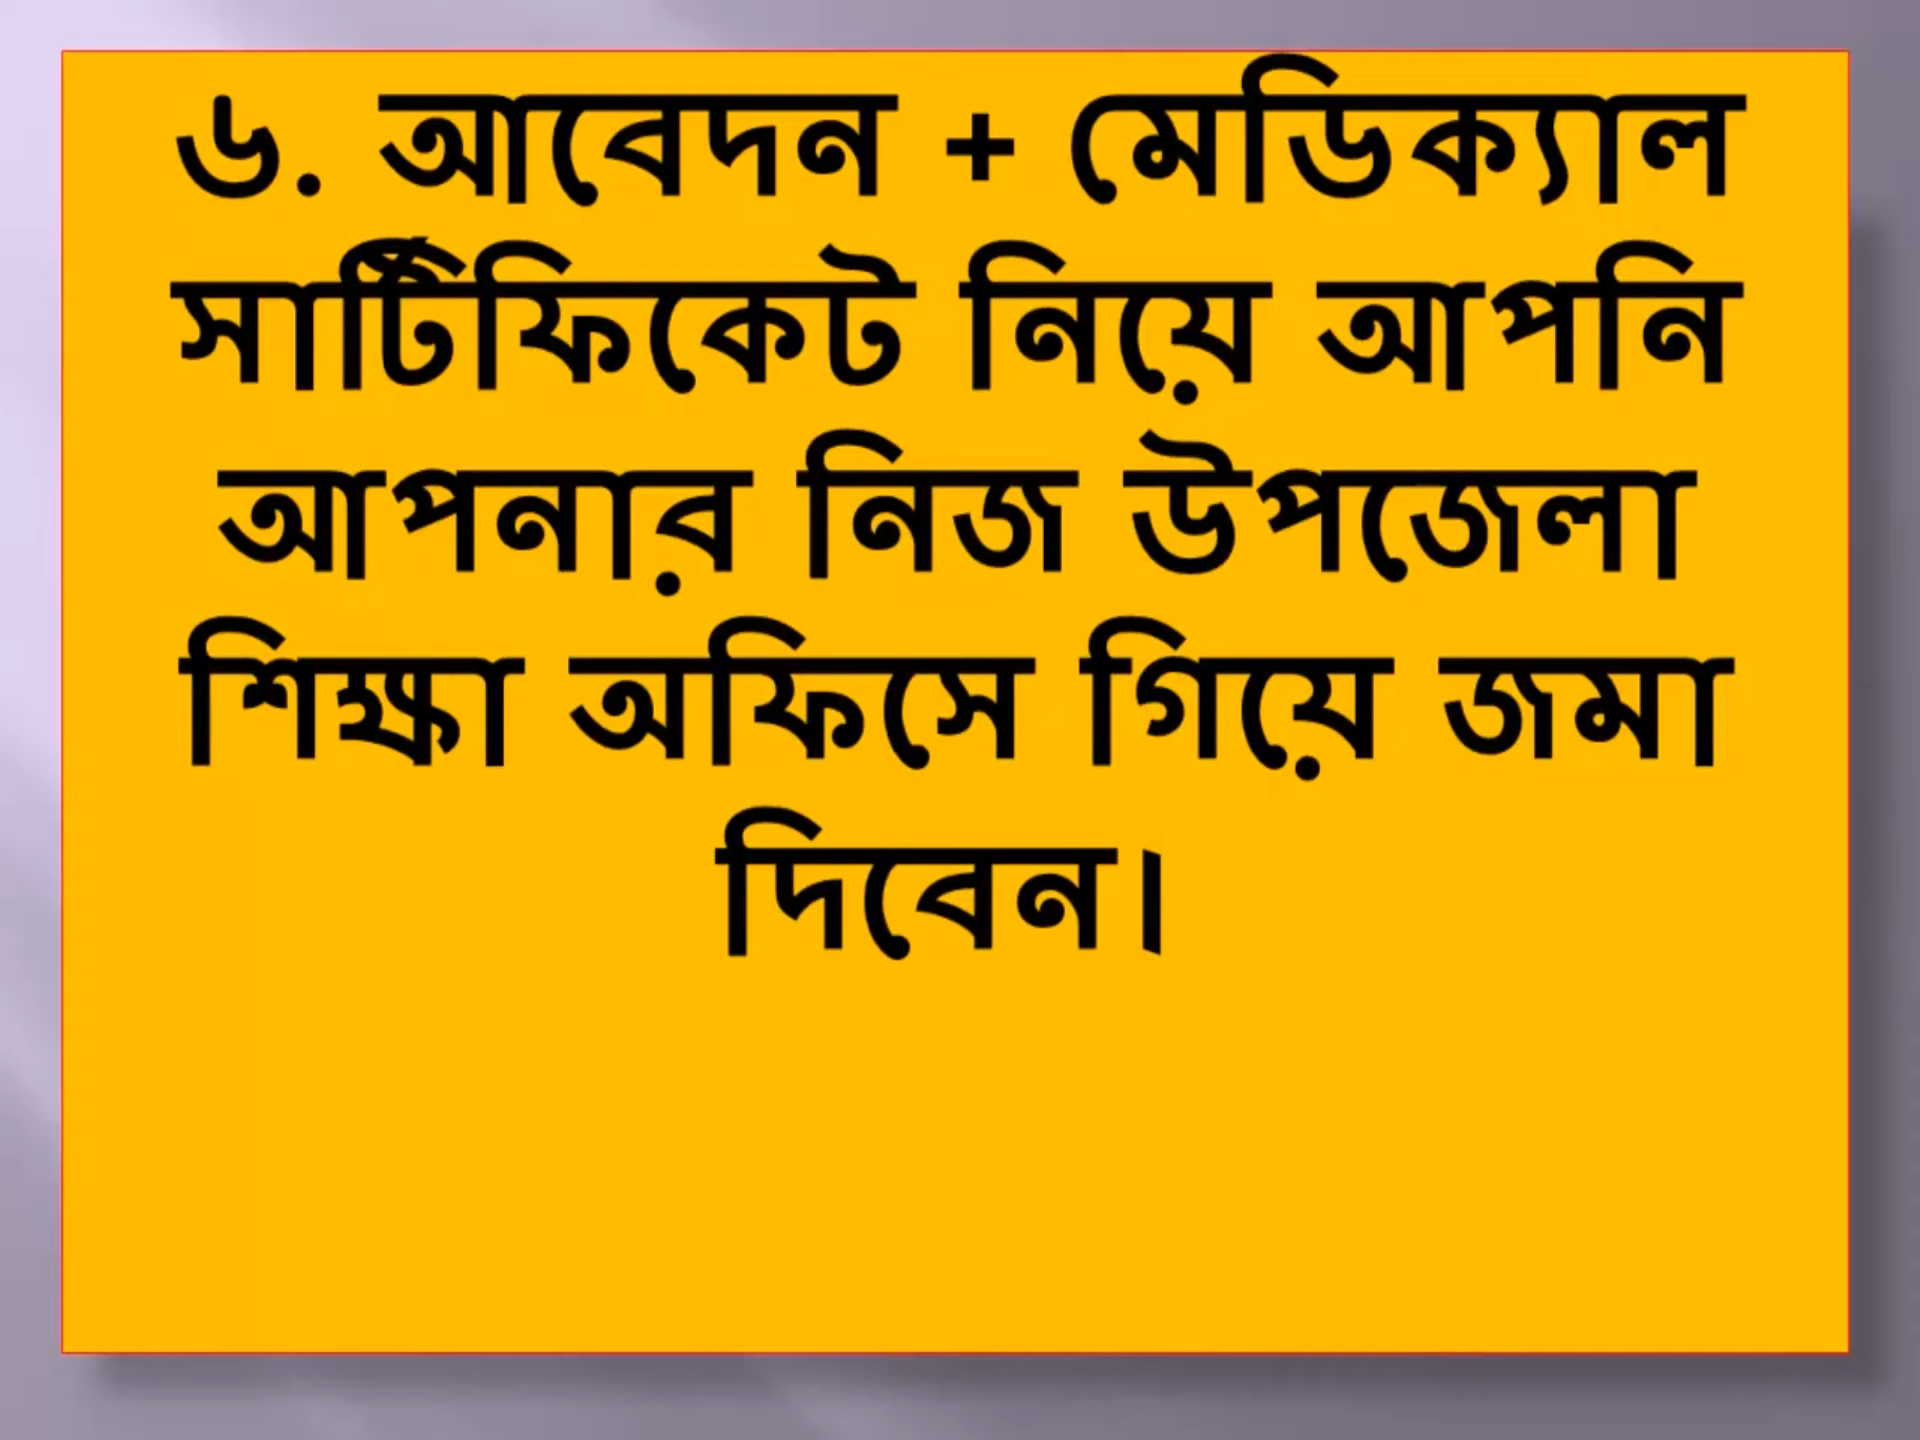 ৬. আবেদন + মেডিক্যাল
সার্টিফিকেট নিয়ে আপনি
আপনার নিজ উপজেলা
শিক্ষা অফিসে গিয়ে জমা
দিবেন।